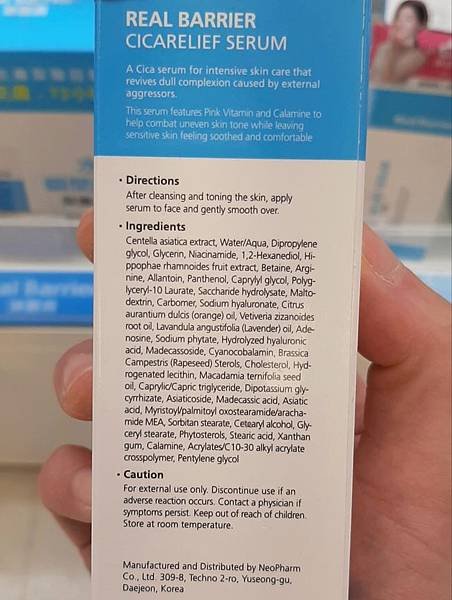 REAL BARRIER
CICARELIEF SERUM
A Cica serum for intensive skin care that
revives dull complexion caused by external
aggressors.
This serum features Pink Vitamin and Calamine to
help combat uneven skin tone while leaving
sensitive skin feeling soothed and comfortable
• Directions
After cleansing and toning the skin, apply
serum to face and gently smooth over.
• Ingredients
Centella asiatica extract, Water/Aqua, Dipropylene
glycol, Glycerin, Niacinamide, 1,2-Hexanediol, Hi-
ppophae rhamnoides fruit extract, Betaine, Argi-
nine, Allantoin, Panthenol, Caprylyl glycol, Polyg-
lyceryl-10 Laurate, Saccharide hydrolysate, Malto-
dextrin, Carbomer, Sodium hyaluronate, Citrus
aurantium dulcis (orange) oil, Vetiveria zizanoides
root oil, Lavandula angustifolia (Lavender) oil, Ade-
nosine, Sodium phytate, Hydrolyzed hyaluronic
acid, Madecassoside, Cyanocobalamin, Brassica
Campestris (Rapeseed) Sterols, Cholesterol, Hyd-
rogenated lecithin, Macadamia ternifolia seed
oil, Caprylic/Capric triglyceride, Dipotassium gly-
cyrrhizate, Asiaticoside, Madecassic acid, Asiatic
acid, Myristoyl/palmitoyl oxostearamide/aracha-
mide MEA, Sorbitan stearate, Cetearyl alcohol, Gly-
ceryl stearate, Phytosterols, Stearic acid, Xanthan
gum, Calamine, Acrylates/C10-30 alkyl acrylate
crosspolymer, Pentylene glycol
• Caution
For external use only. Discontinue use if an
adverse reaction occurs. Contact a physician if
symptoms persist. Keep out of reach of children.
Store at room temperature.
Manufactured and Distributed by NeoPharm
Co., Ltd. 309-8, Techno 2-ro, Yuseong-gu,
Daejeon, Korea